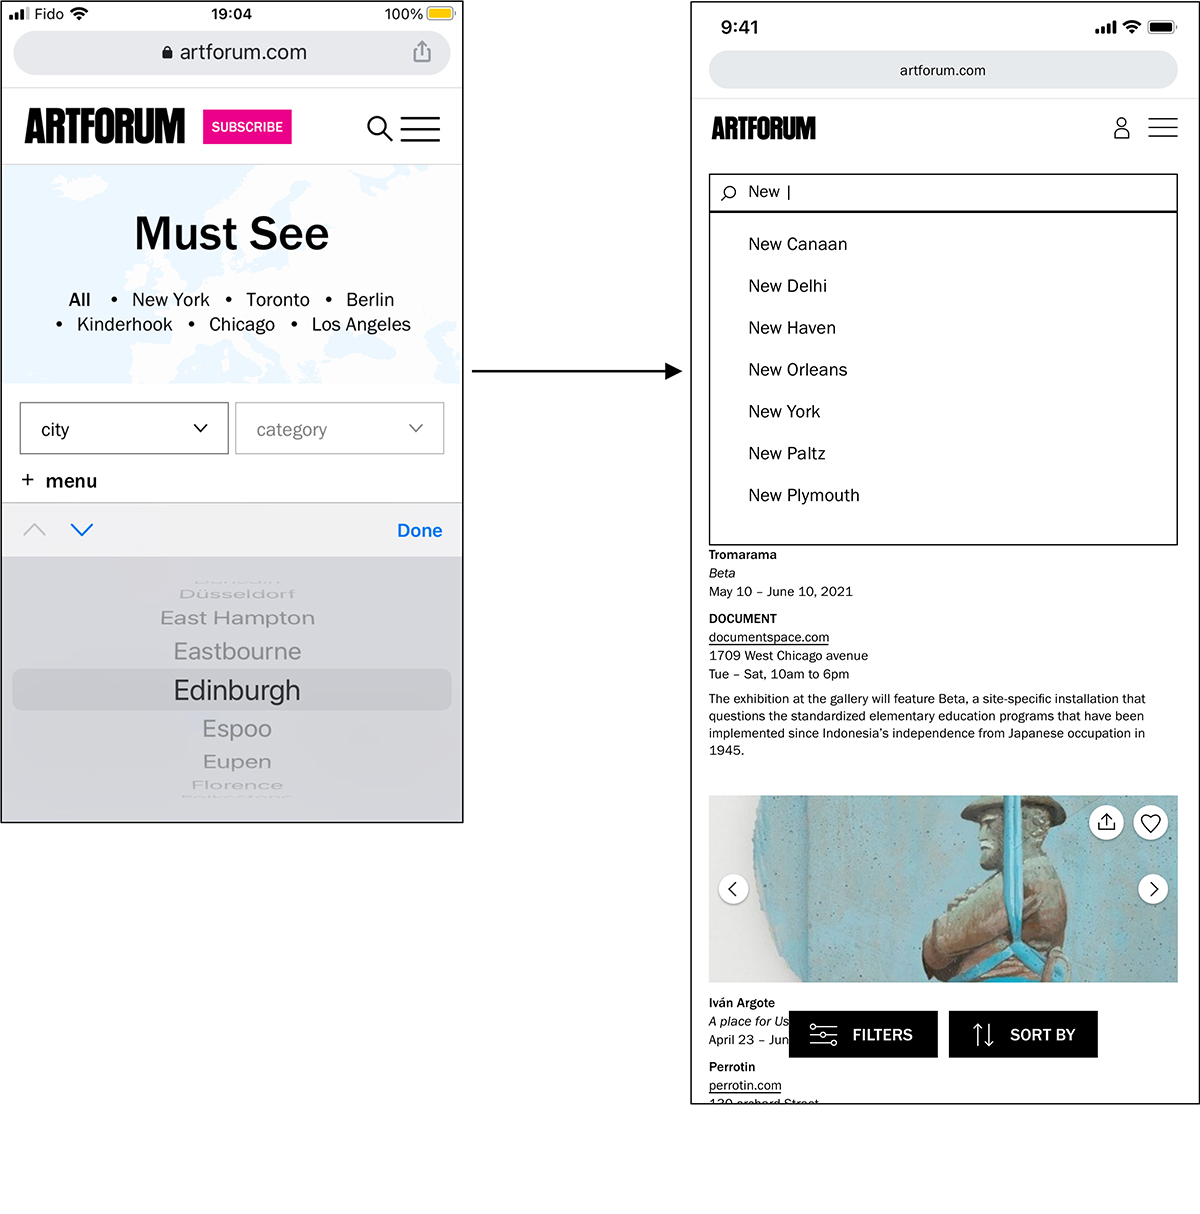 Fido 19:04 100%
artforum.com
ARTFORUM SUBSCRIBE
Must See
All • New York • Toronto • Berlin
• Kinderhook • Chicago • Los Angeles
city category
+ menu
Done
Düsseldorf
East Hampton
Eastbourne
Edinburgh
Espoo
Eupen
Florence
9:41
artforum.com
ARTFORUM
New |
New Canaan
New Delhi
New Haven
New Orleans
New York
New Paltz
New Plymouth
Tromarama
Beta
May 10 – June 10, 2021
DOCUMENT
documentspace.com
1709 West Chicago avenue
Tue – Sat, 10am to 6pm
The exhibition at the gallery will feature Beta, a site-specific installation that
questions the standardized elementary education programs that have been
implemented since Indonesia’s independence from Japanese occupation in
1945.
Iván Argote
A place for Us
April 23 – Jun
FILTERS SORT BY
Perrotin
perrotin.com